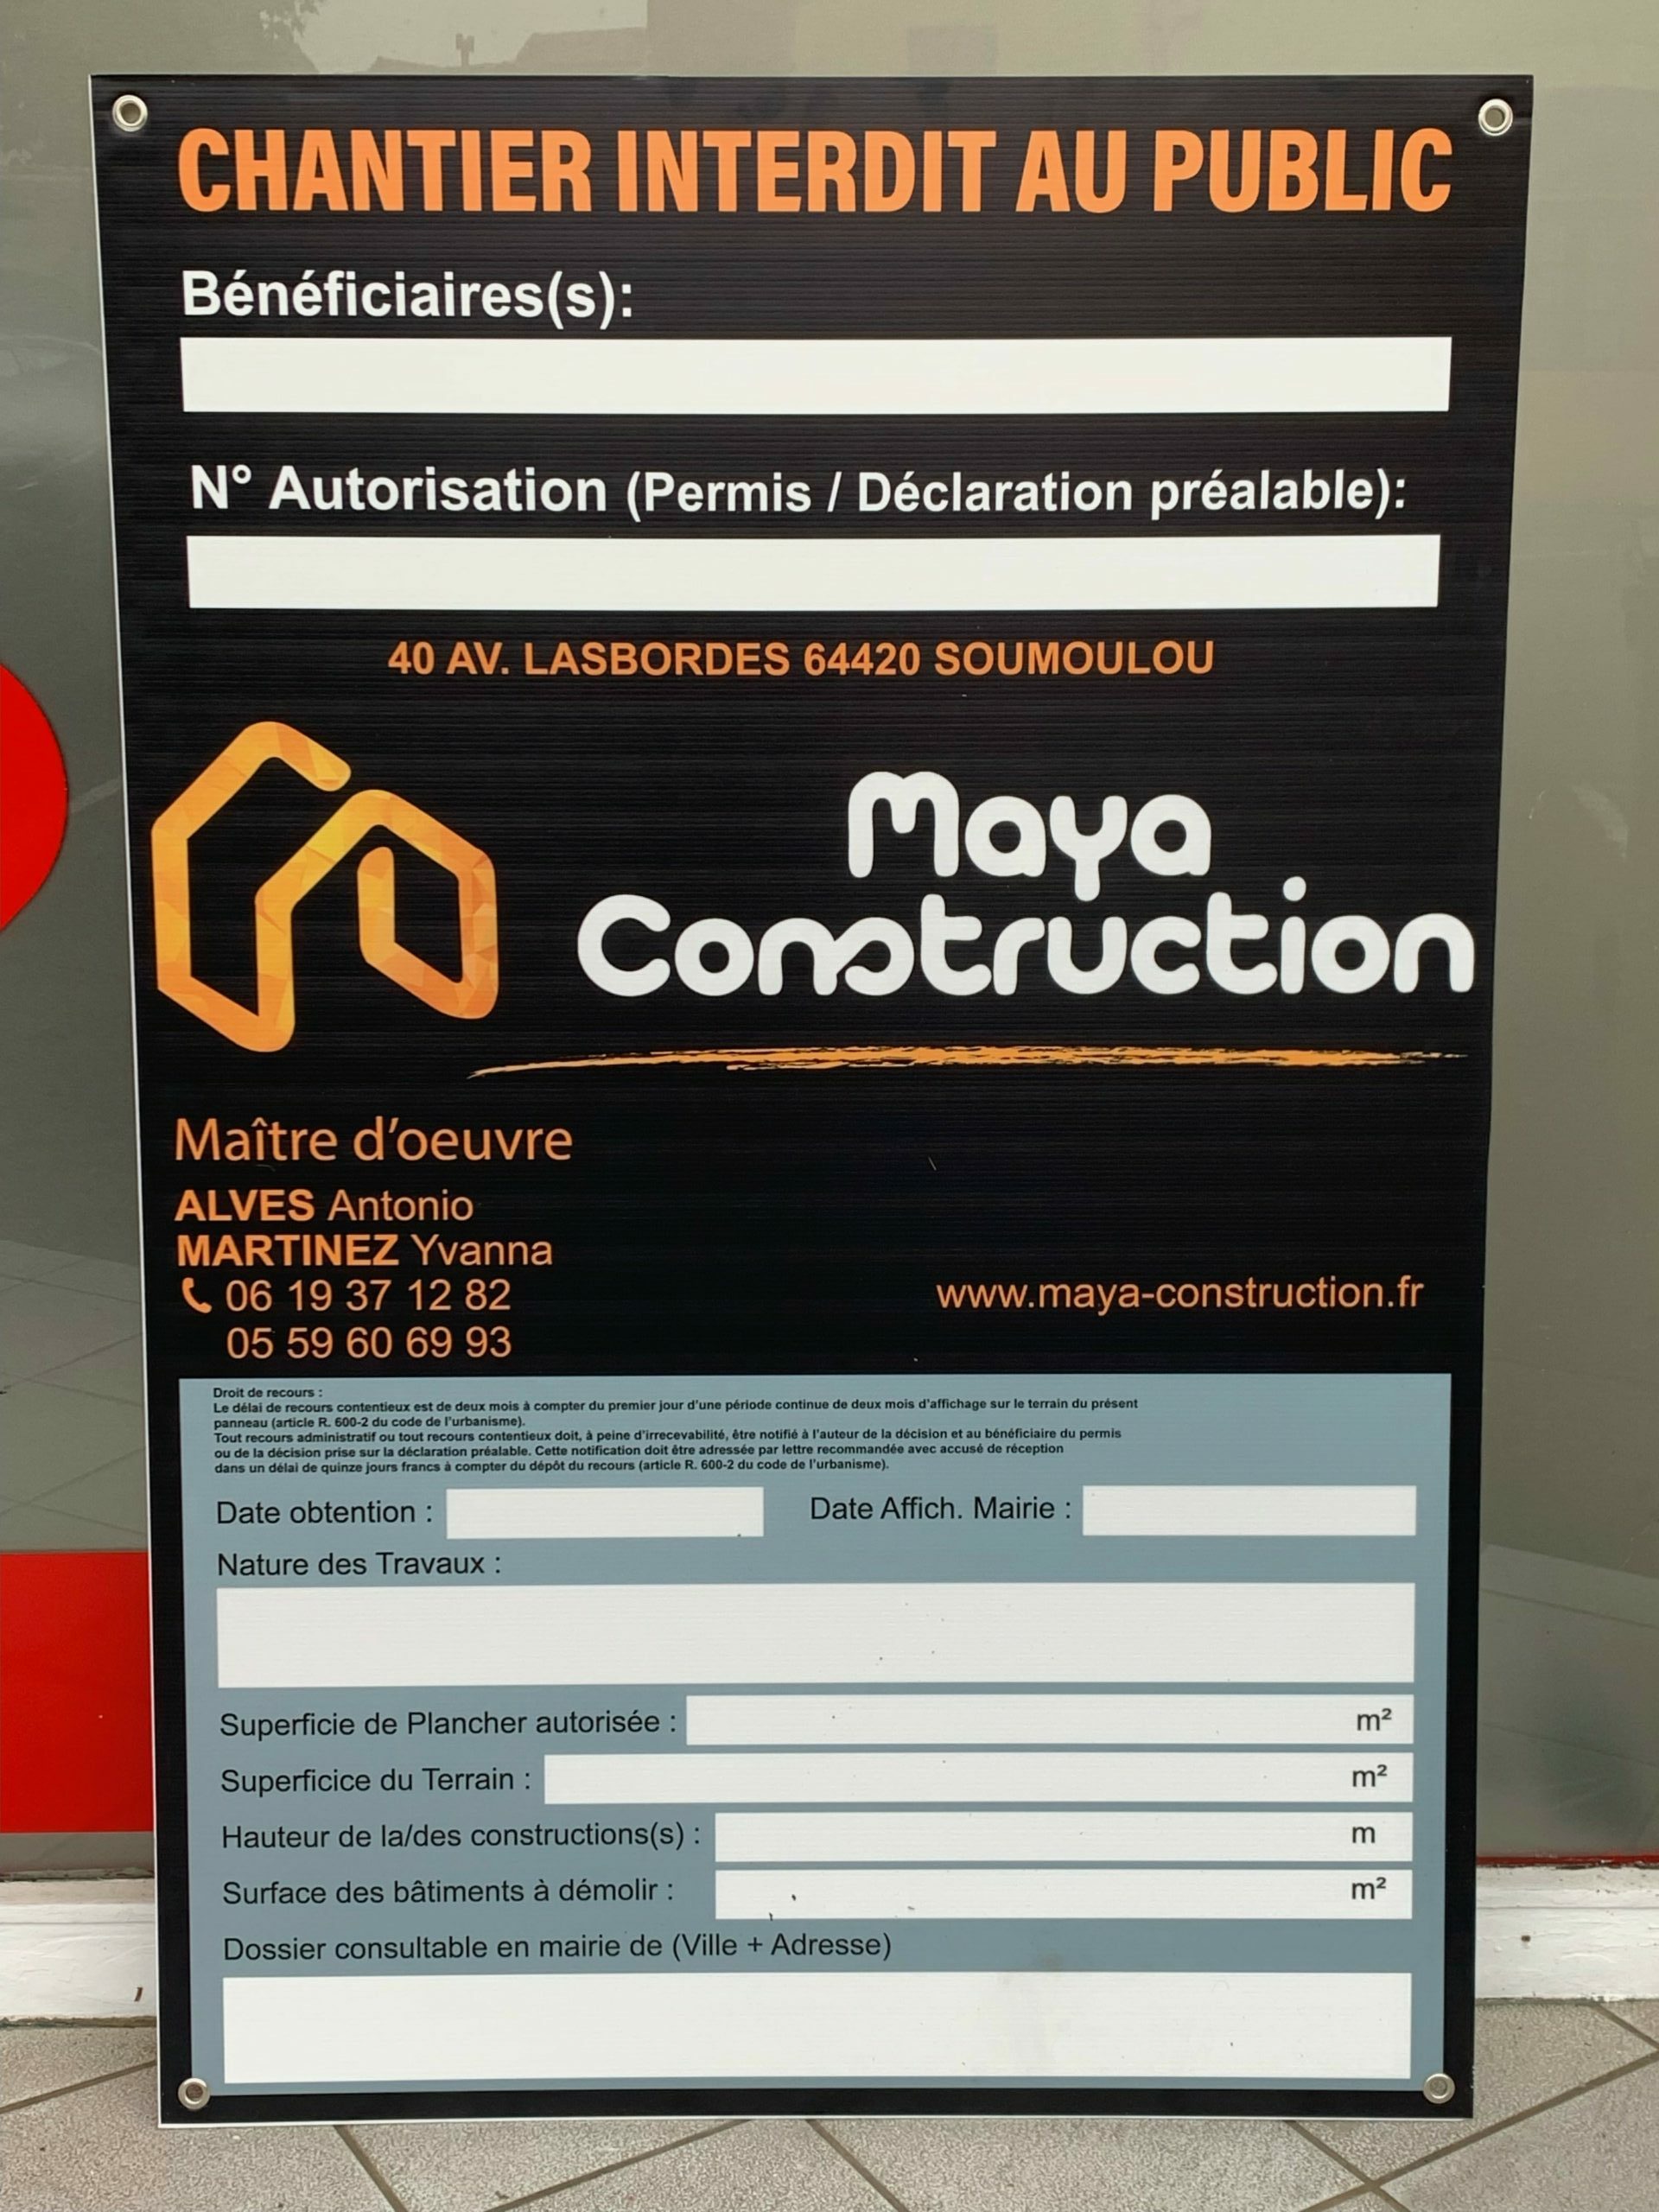 CHANTIER INTERDIT AU PUBLIC
Bénéficiaires(s):
N° Autorisation (Permis / Déclaration préalable):
40 AV. LASBORDES 64420 SOUMOULOU
Maya
Construction
Maître d'oeuvre
ALVES Antonio
MARTINEZ Yvanna
06 19 37 12 82
www.maya-construction.fr
05 59 60 69 93
Droit de recours :
Le délai de recours contentieux est de deux mois à compter du premier jour d'une période continue de deux mois d'affichage sur le terrain du présent
panneau (article R. 600-2 du code de l'urbanisme).
Tout recours administratif ou tout recours contentieux doit, à peine d'irrecevabilité, être notifié à l'auteur de la décision et au bénéficiaire du permis
ou de la décision prise sur la déclaration préalable. Cette notification doit être adressée par lettre recommandée avec accusé de réception
dans un délai de quinze jours francs à compter du dépôt du recours (article R. 600-2 du code de l'urbanisme).
Date obtention : Date Affich. Mairie :
Nature des Travaux :
Superficie de Plancher autorisée : m²
Superficice du Terrain : m²
Hauteur de la/des constructions(s) : m
Surface des bâtiments à démolir : m²
Dossier consultable en mairie de (Ville + Adresse)